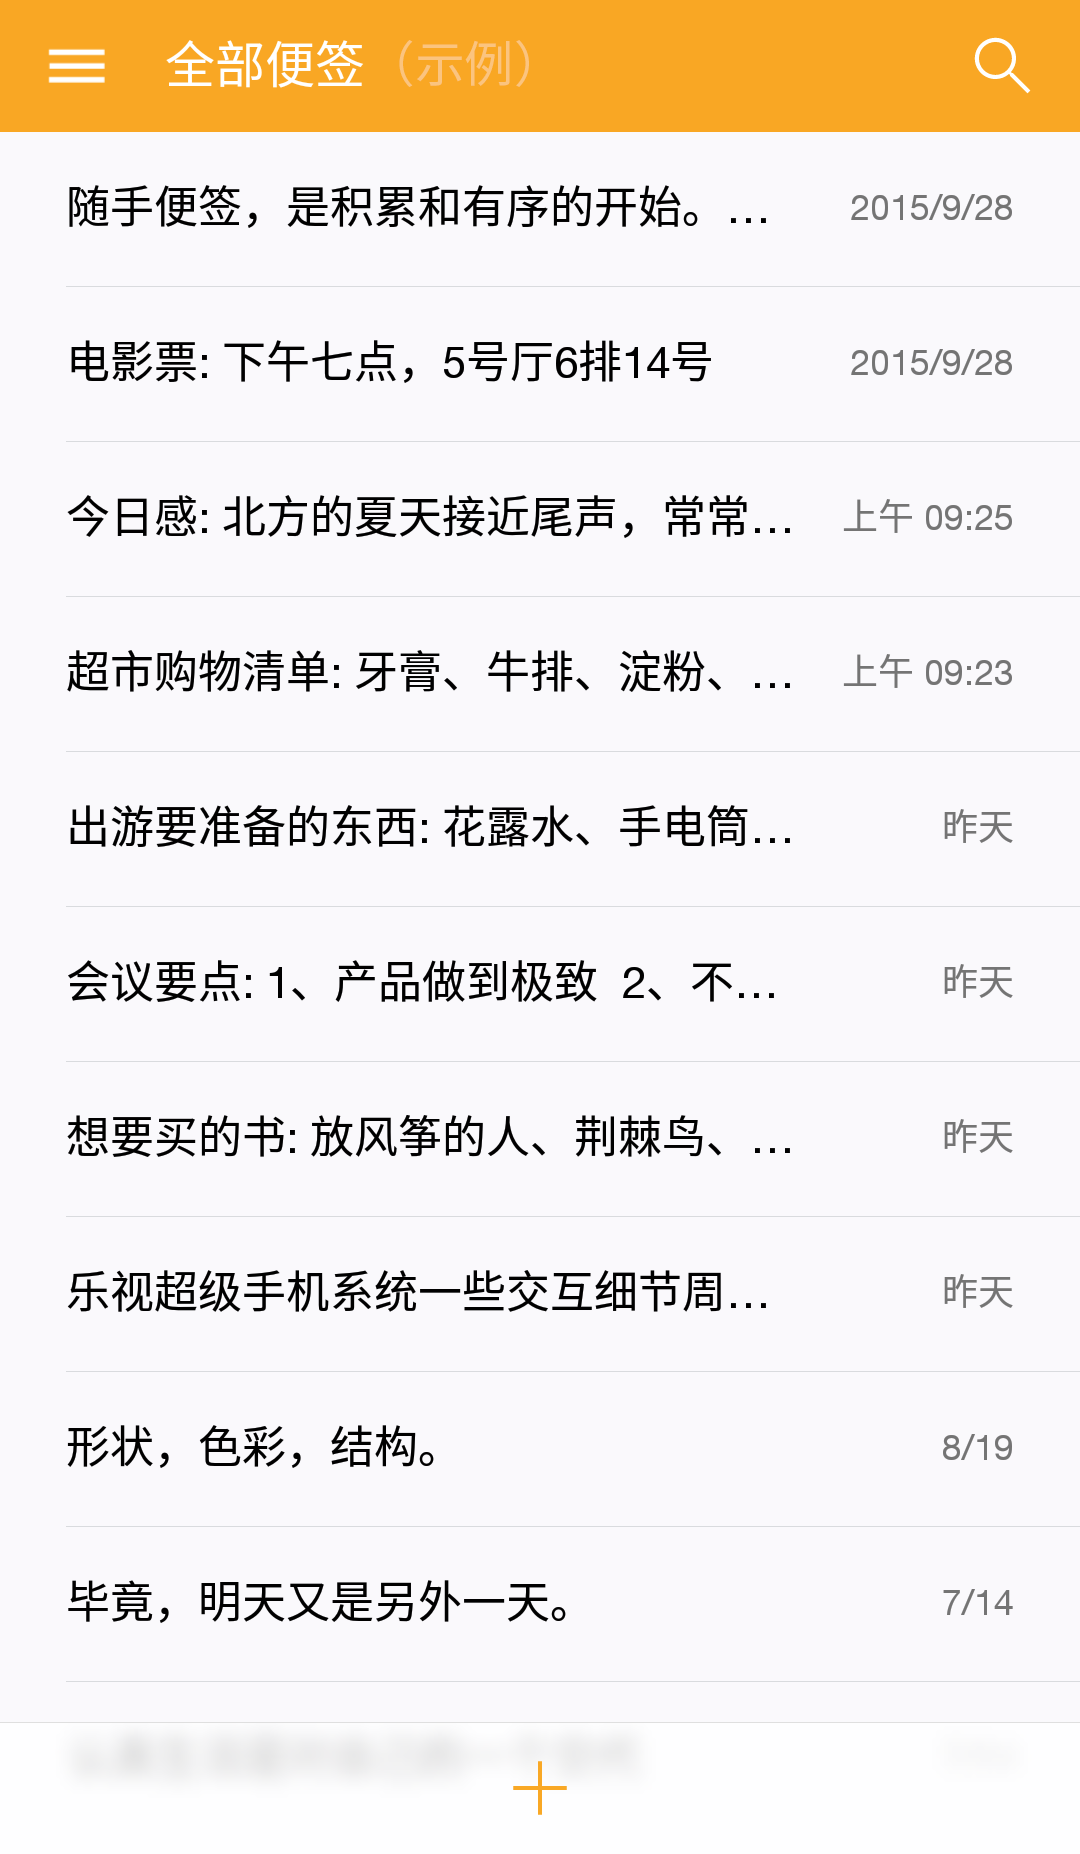 全部便签（示例）
随手便签，是积累和有序的开始。... 2015/9/28
电影票: 下午七点，5号厅6排14号 2015/9/28
今日感: 北方的夏天接近尾声，常常... 上午 09:25
超市购物清单: 牙膏、牛排、淀粉、... 上午 09:23
出游要准备的东西: 花露水、手电筒... 昨天
会议要点: 1、产品做到极致  2、不... 昨天
想要买的书: 放风筝的人、荆棘鸟、... 昨天
乐视超级手机系统一些交互细节周... 昨天
形状，色彩，结构。 8/19
毕竟，明天又是另外一天。 7/14